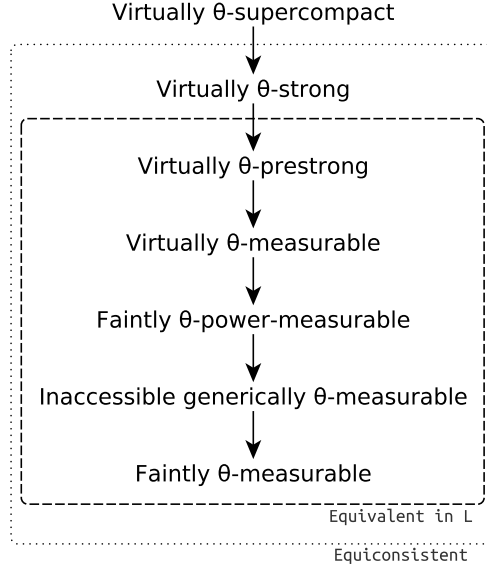 Virtually θ-supercompact
Virtually θ-strong
Virtually θ-prestrong
Virtually θ-measurable
Faintly θ-power-measurable
Inaccessible generically θ-measurable
Faintly θ-measurable
Equivalent in L
Equiconsistent